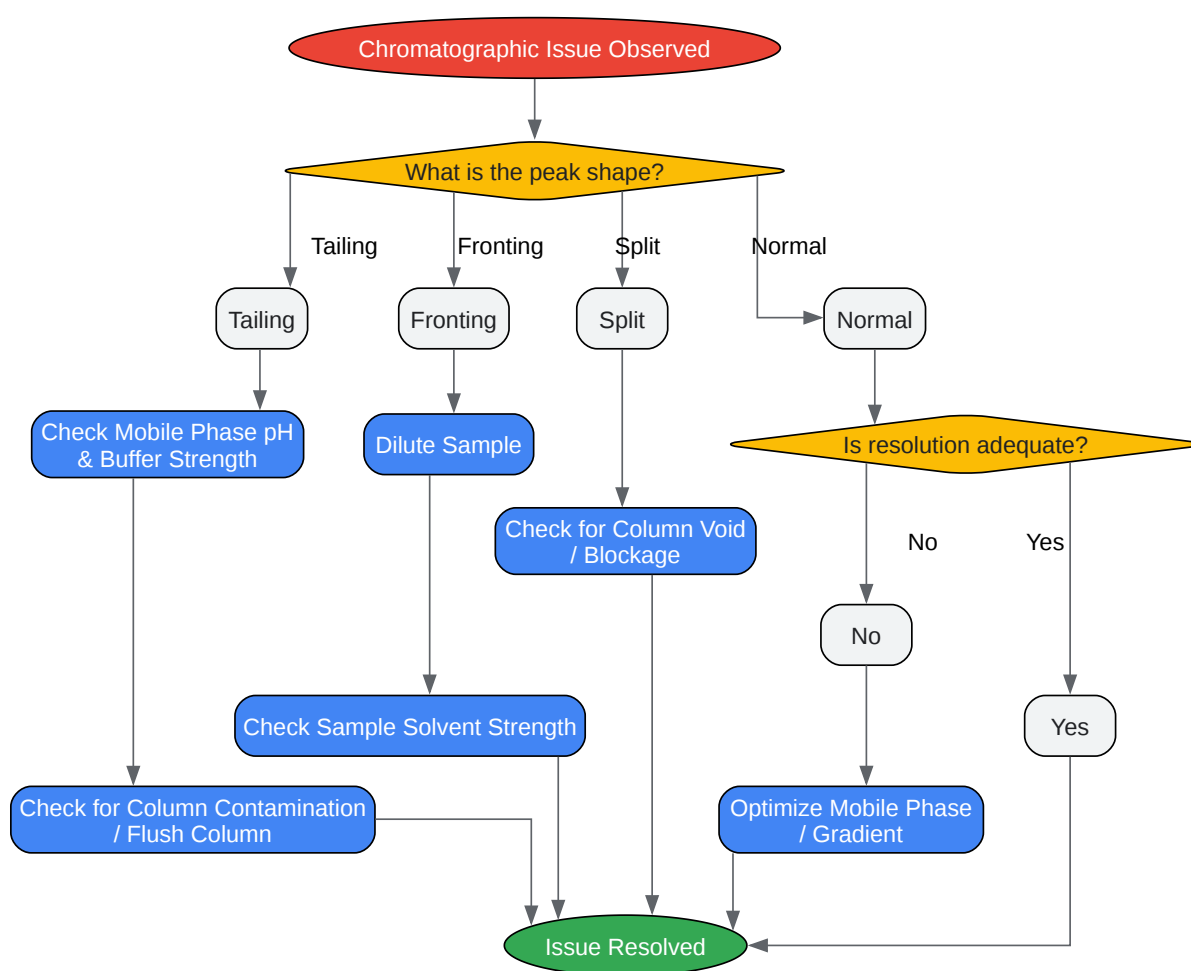 Chromatographic Issue Observed
What is the peak shape?
Tailing
Fronting
Split
Normal
Tailing
Fronting
Split
Normal
Check Mobile Phase pH
& Buffer Strength
Dilute Sample
Is resolution adequate?
Check for Column Void
/ Blockage
No
Yes
No
Check Sample Solvent Strength
Yes
Check for Column Contamination
/ Flush Column
Optimize Mobile Phase
/ Gradient
Issue Resolved